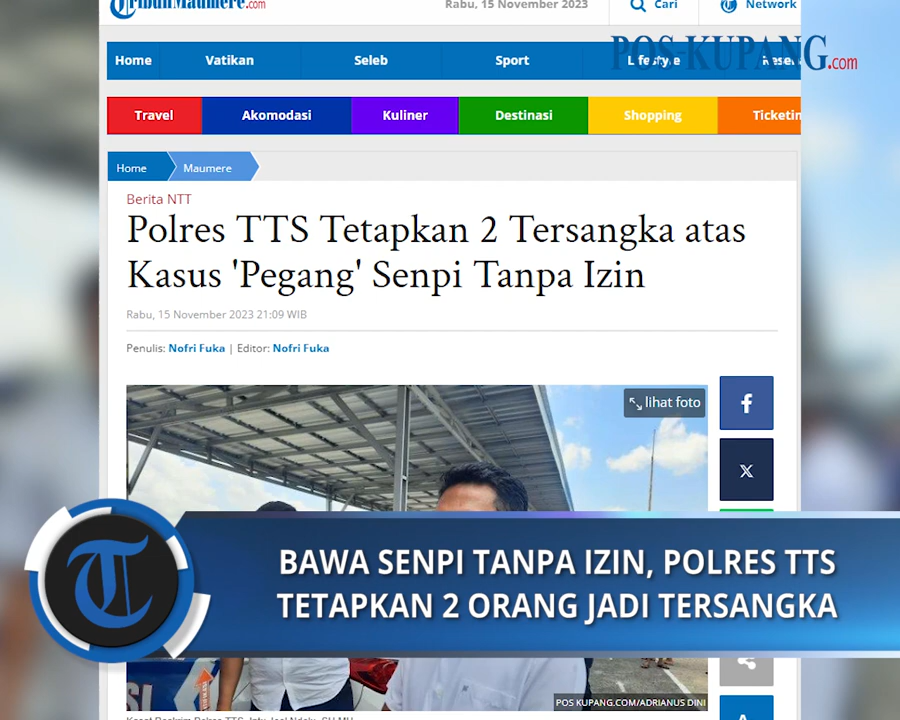 TribunMaumere.com
Rabu, 15 November 2023
Cari
Network
POS-KUPANG.com
Home
Vatikan
Seleb
Sport
Lifestyle
Travel
Akomodasi
Kuliner
Destinasi
Shopping
Home
Maumere
Berita NTT
Polres TTS Tetapkan 2 Tersangka atas
Kasus 'Pegang' Senpi Tanpa Izin
Rabu, 15 November 2023 21:09 WIB
Penulis: Nofri Fuka | Editor: Nofri Fuka
lihat foto
BAWA SENPI TANPA IZIN, POLRES TTS
TETAPKAN 2 ORANG JADI TERSANGKA
POS KUPANG.COM/ADRIANUS DINI